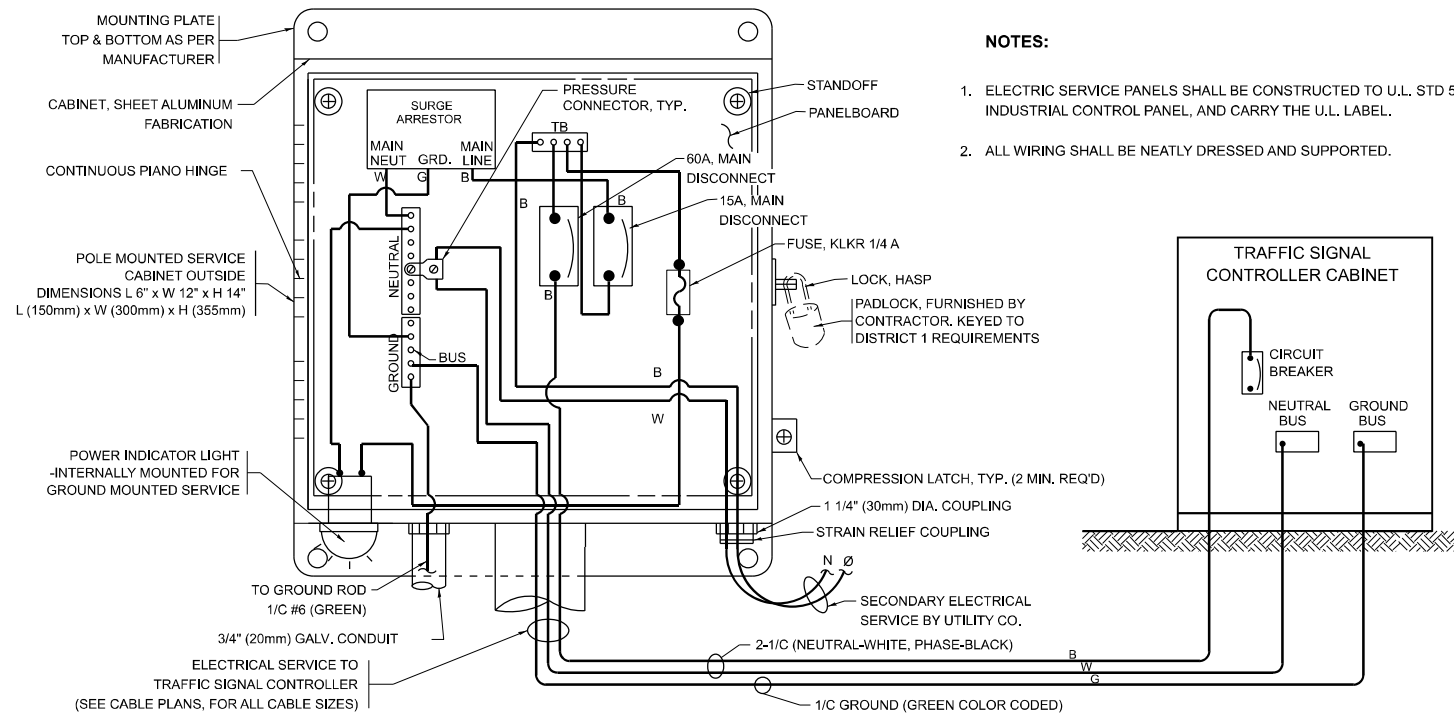 MOUNTING PLATE
TOP & BOTTOM AS PER
MANUFACTURER
CABINET, SHEET ALUMINUM
FABRICATION
CONTINUOUS PIANO HINGE
POLE MOUNTED SERVICE
CABINET OUTSIDE
DIMENSIONS L 6" x W 12" x H 14"
L (150mm) x W (300mm) x H (355mm)
POWER INDICATOR LIGHT
-INTERNALLY MOUNTED FOR
GROUND MOUNTED SERVICE
TO GROUND ROD
1/C #6 (GREEN)
3/4" (20mm) GALV. CONDUIT
ELECTRICAL SERVICE TO
TRAFFIC SIGNAL CONTROLLER
(SEE CABLE PLANS, FOR ALL CABLE SIZES)
SURGE
ARRESTOR
MAIN
NEUT
GRD.
MAIN
LINE
W
G
B
PRESSURE
CONNECTOR, TYP.
TB
60A, MAIN
DISCONNECT
15A, MAIN
DISCONNECT
B
B
B
NEUTRAL
GROUND
BUS
B
W
FUSE, KLKR 1/4 A
STANDOFF
PANELBOARD
LOCK, HASP
PADLOCK, FURNISHED BY
CONTRACTOR. KEYED TO
DISTRICT 1 REQUIREMENTS
COMPRESSION LATCH, TYP. (2 MIN. REQ'D)
1 1/4" (30mm) DIA. COUPLING
STRAIN RELIEF COUPLING
N Ø
SECONDARY ELECTRICAL
SERVICE BY UTILITY CO.
2-1/C (NEUTRAL-WHITE, PHASE-BLACK)
B
W
G
1/C GROUND (GREEN COLOR CODED)
NOTES:
1. ELECTRIC SERVICE PANELS SHALL BE CONSTRUCTED TO U.L. STD 5
INDUSTRIAL CONTROL PANEL, AND CARRY THE U.L. LABEL.
2. ALL WIRING SHALL BE NEATLY DRESSED AND SUPPORTED.
TRAFFIC SIGNAL
CONTROLLER CABINET
CIRCUIT
BREAKER
NEUTRAL
BUS
GROUND
BUS